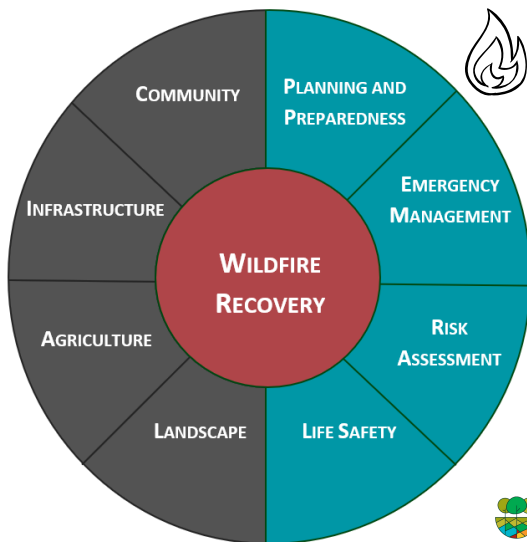 COMMUNITY
PLANNING AND
PREPAREDNESS
INFRASTRUCTURE
EMERGENCY
MANAGEMENT
WILDFIRE
RECOVERY
AGRICULTURE
RISK
ASSESSMENT
LANDSCAPE
LIFE SAFETY